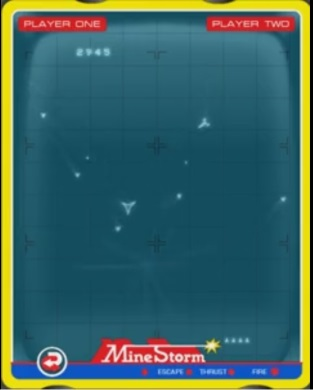 PLAYER ONE
PLAYER TWO
2945
MineStorm
ESCAPE THRUST FIRE